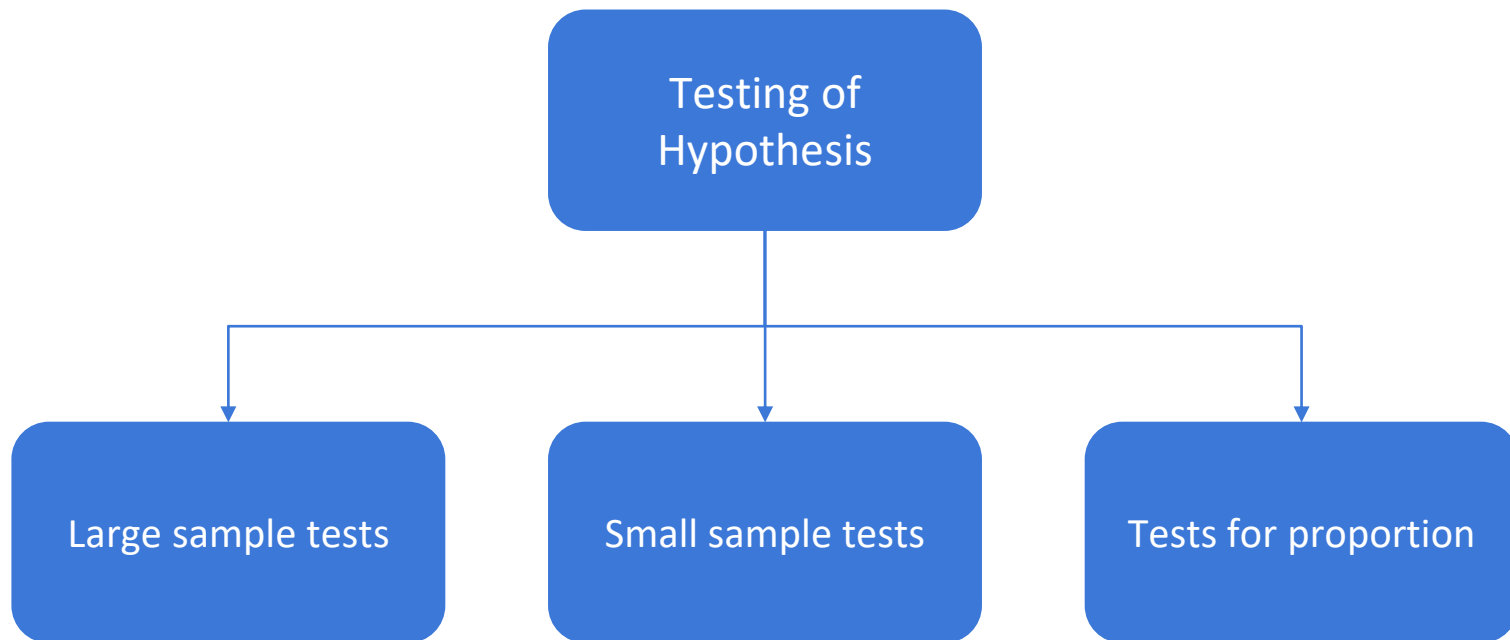 Testing of
Hypothesis
Large sample tests
Small sample tests
Tests for proportion